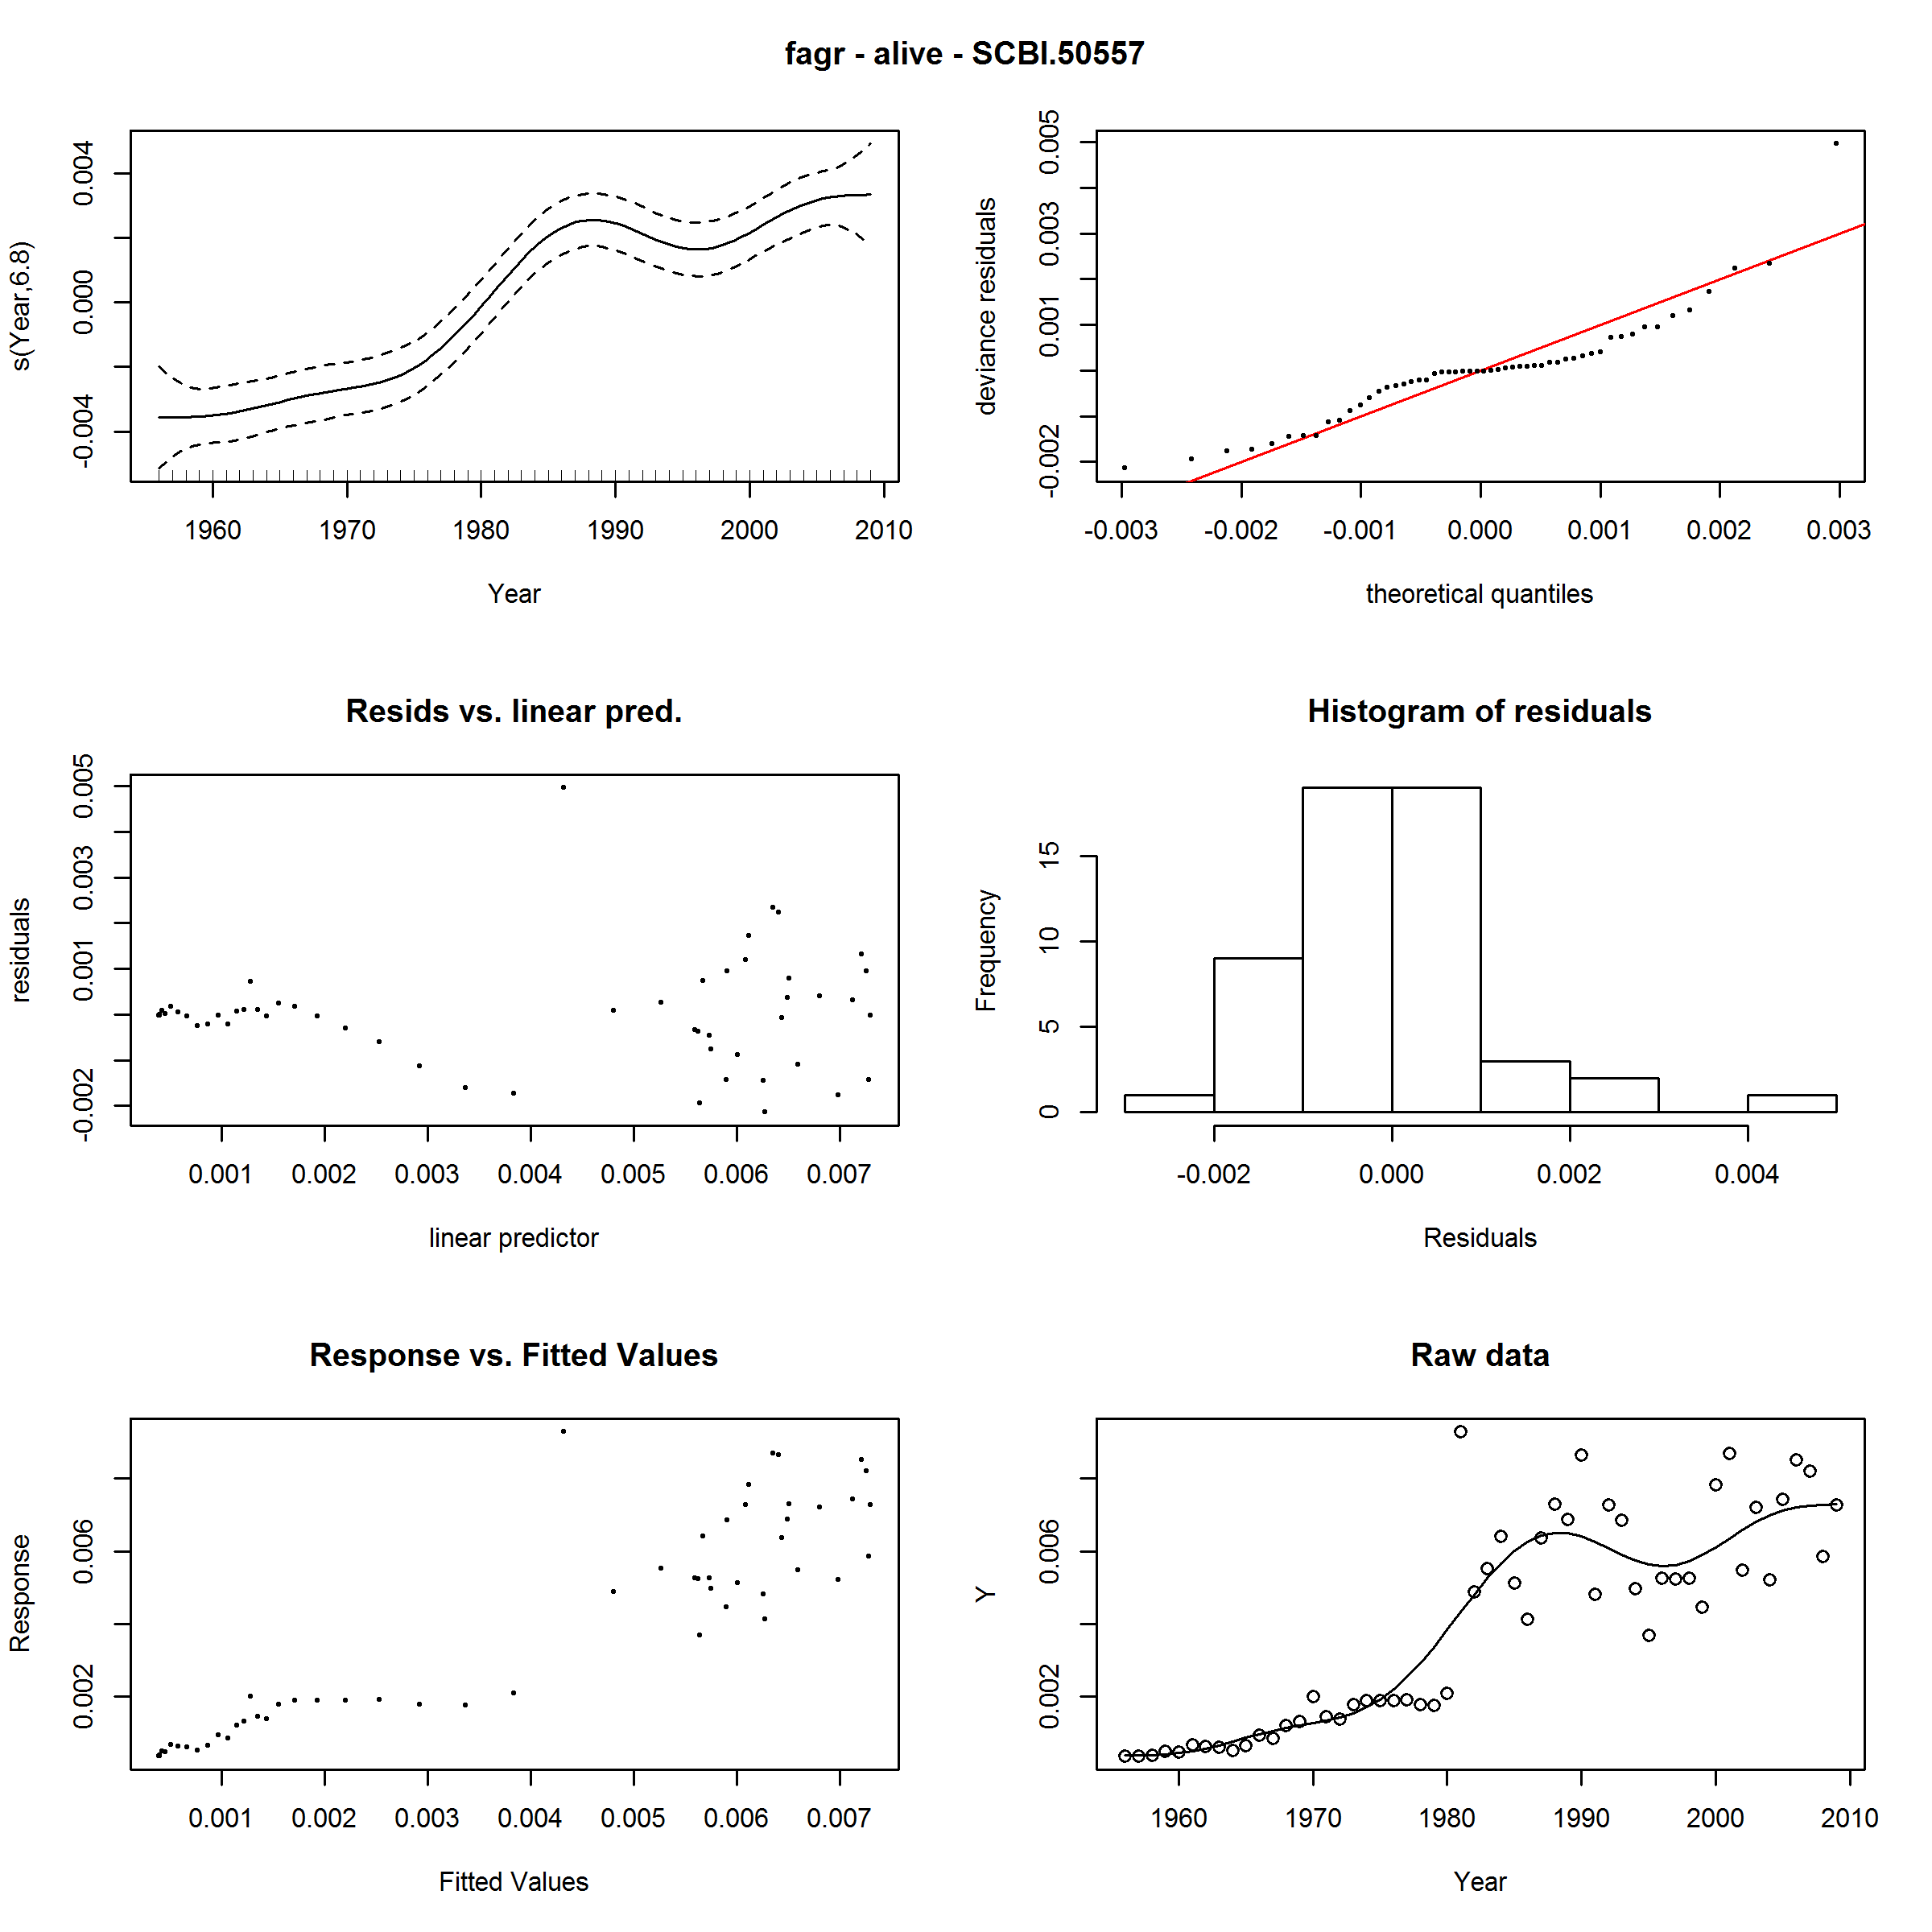 fagr - alive - SCBI.50557
s(Year,6.8)
-0.004 0.000 0.004
1960 1970 1980 1990 2000 2010
Year
deviance residuals
-0.002 0.001 0.003 0.005
-0.003 -0.002 -0.001 0.000 0.001 0.002 0.003
theoretical quantiles
Resids vs. linear pred.
residuals
-0.002 0.001 0.003 0.005
0.001 0.002 0.003 0.004 0.005 0.006 0.007
linear predictor
Histogram of residuals
Frequency
0 5 10 15
-0.002 0.000 0.002 0.004
Residuals
Response vs. Fitted Values
Response
0.002 0.006
0.001 0.002 0.003 0.004 0.005 0.006 0.007
Fitted Values
Raw data
Y
0.002 0.006
1960 1970 1980 1990 2000 2010
Year